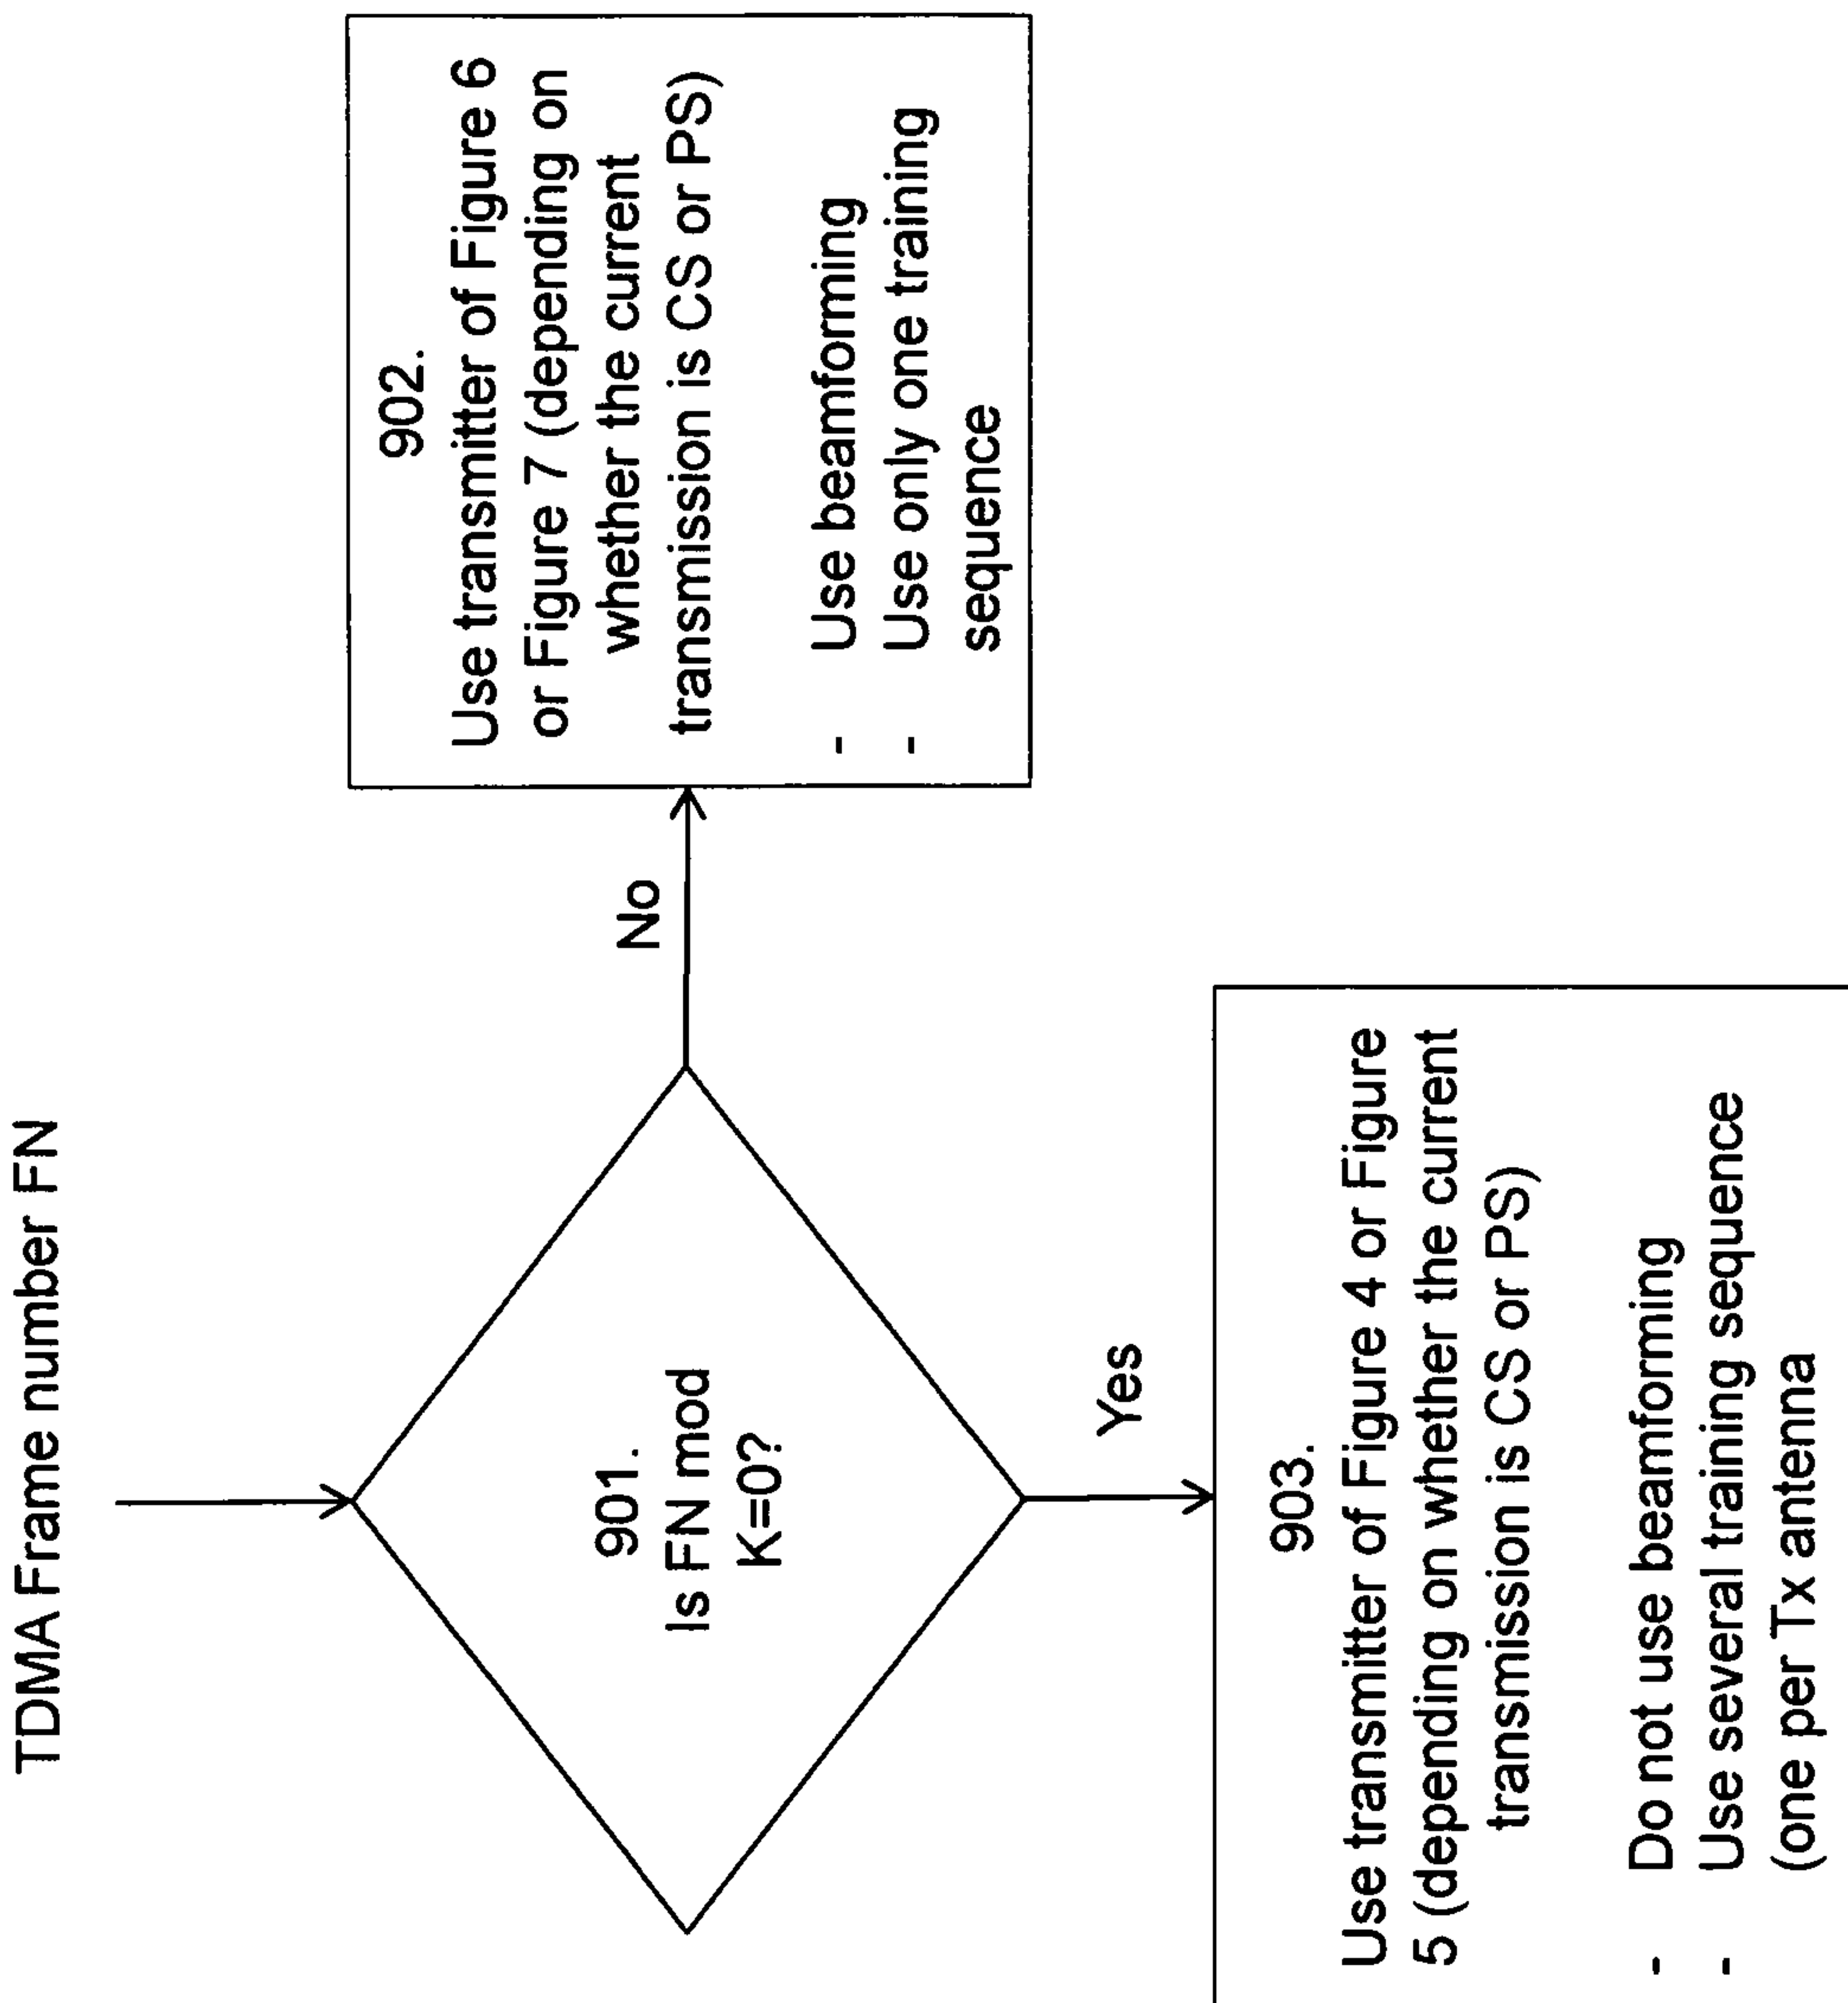 TDMA Frame number FN
901.
Is FN mod
K=0?
No
902.
Use transmitter of Figure 6
or Figure 7 (depending on
whether the current
transmission is CS or PS)
- Use beamforming
- Use only one training
sequence
Yes
903.
Use transmitter of Figure 4 or Figure
5 (depending on whether the current
transmission is CS or PS)
- Do not use beamforming
- Use several training sequence
(one per Tx antenna